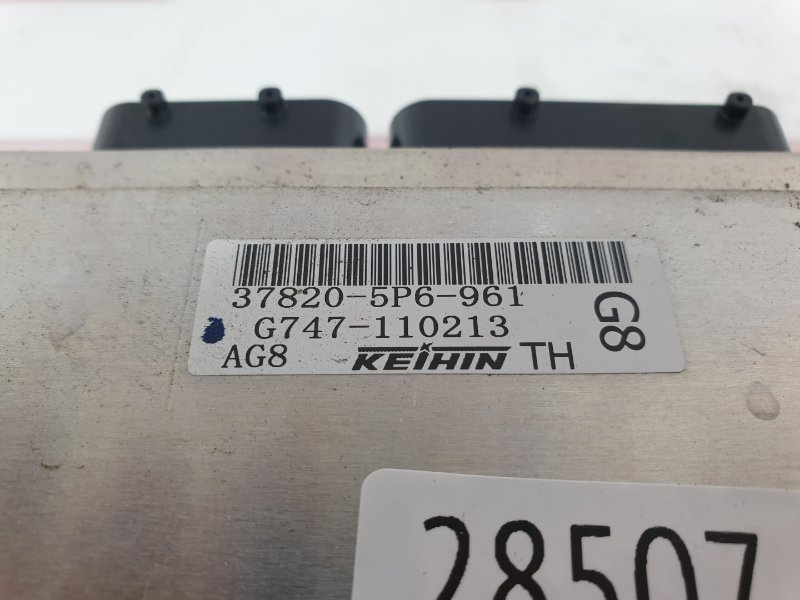 37820-5P6-961
G747-110213
AG8 KEIHIN TH
G8
28507